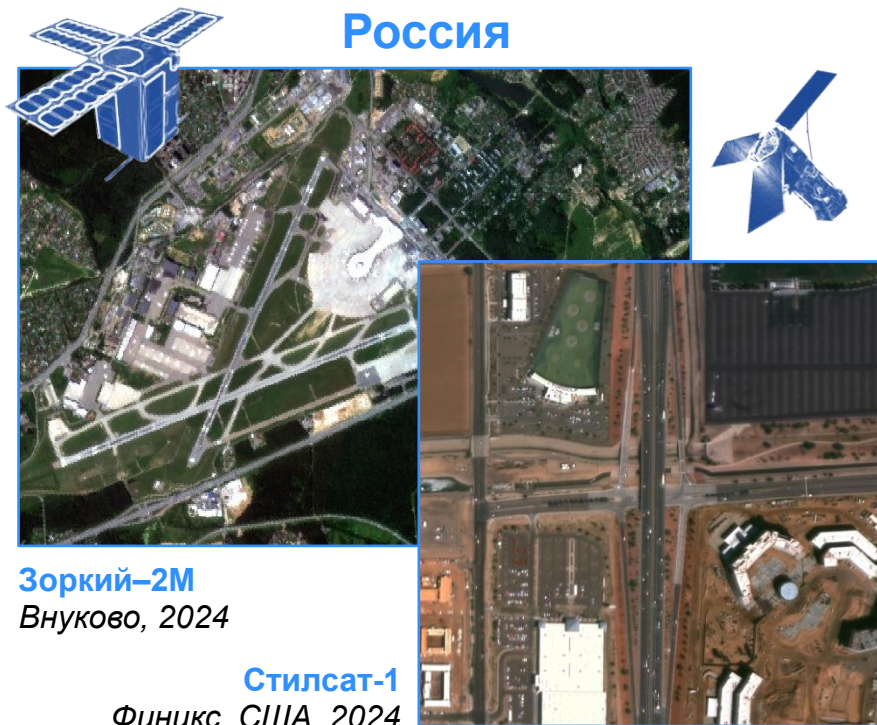 Россия
Зоркий–2М
Внуково, 2024
Стилсат-1
Финикс, США, 2024